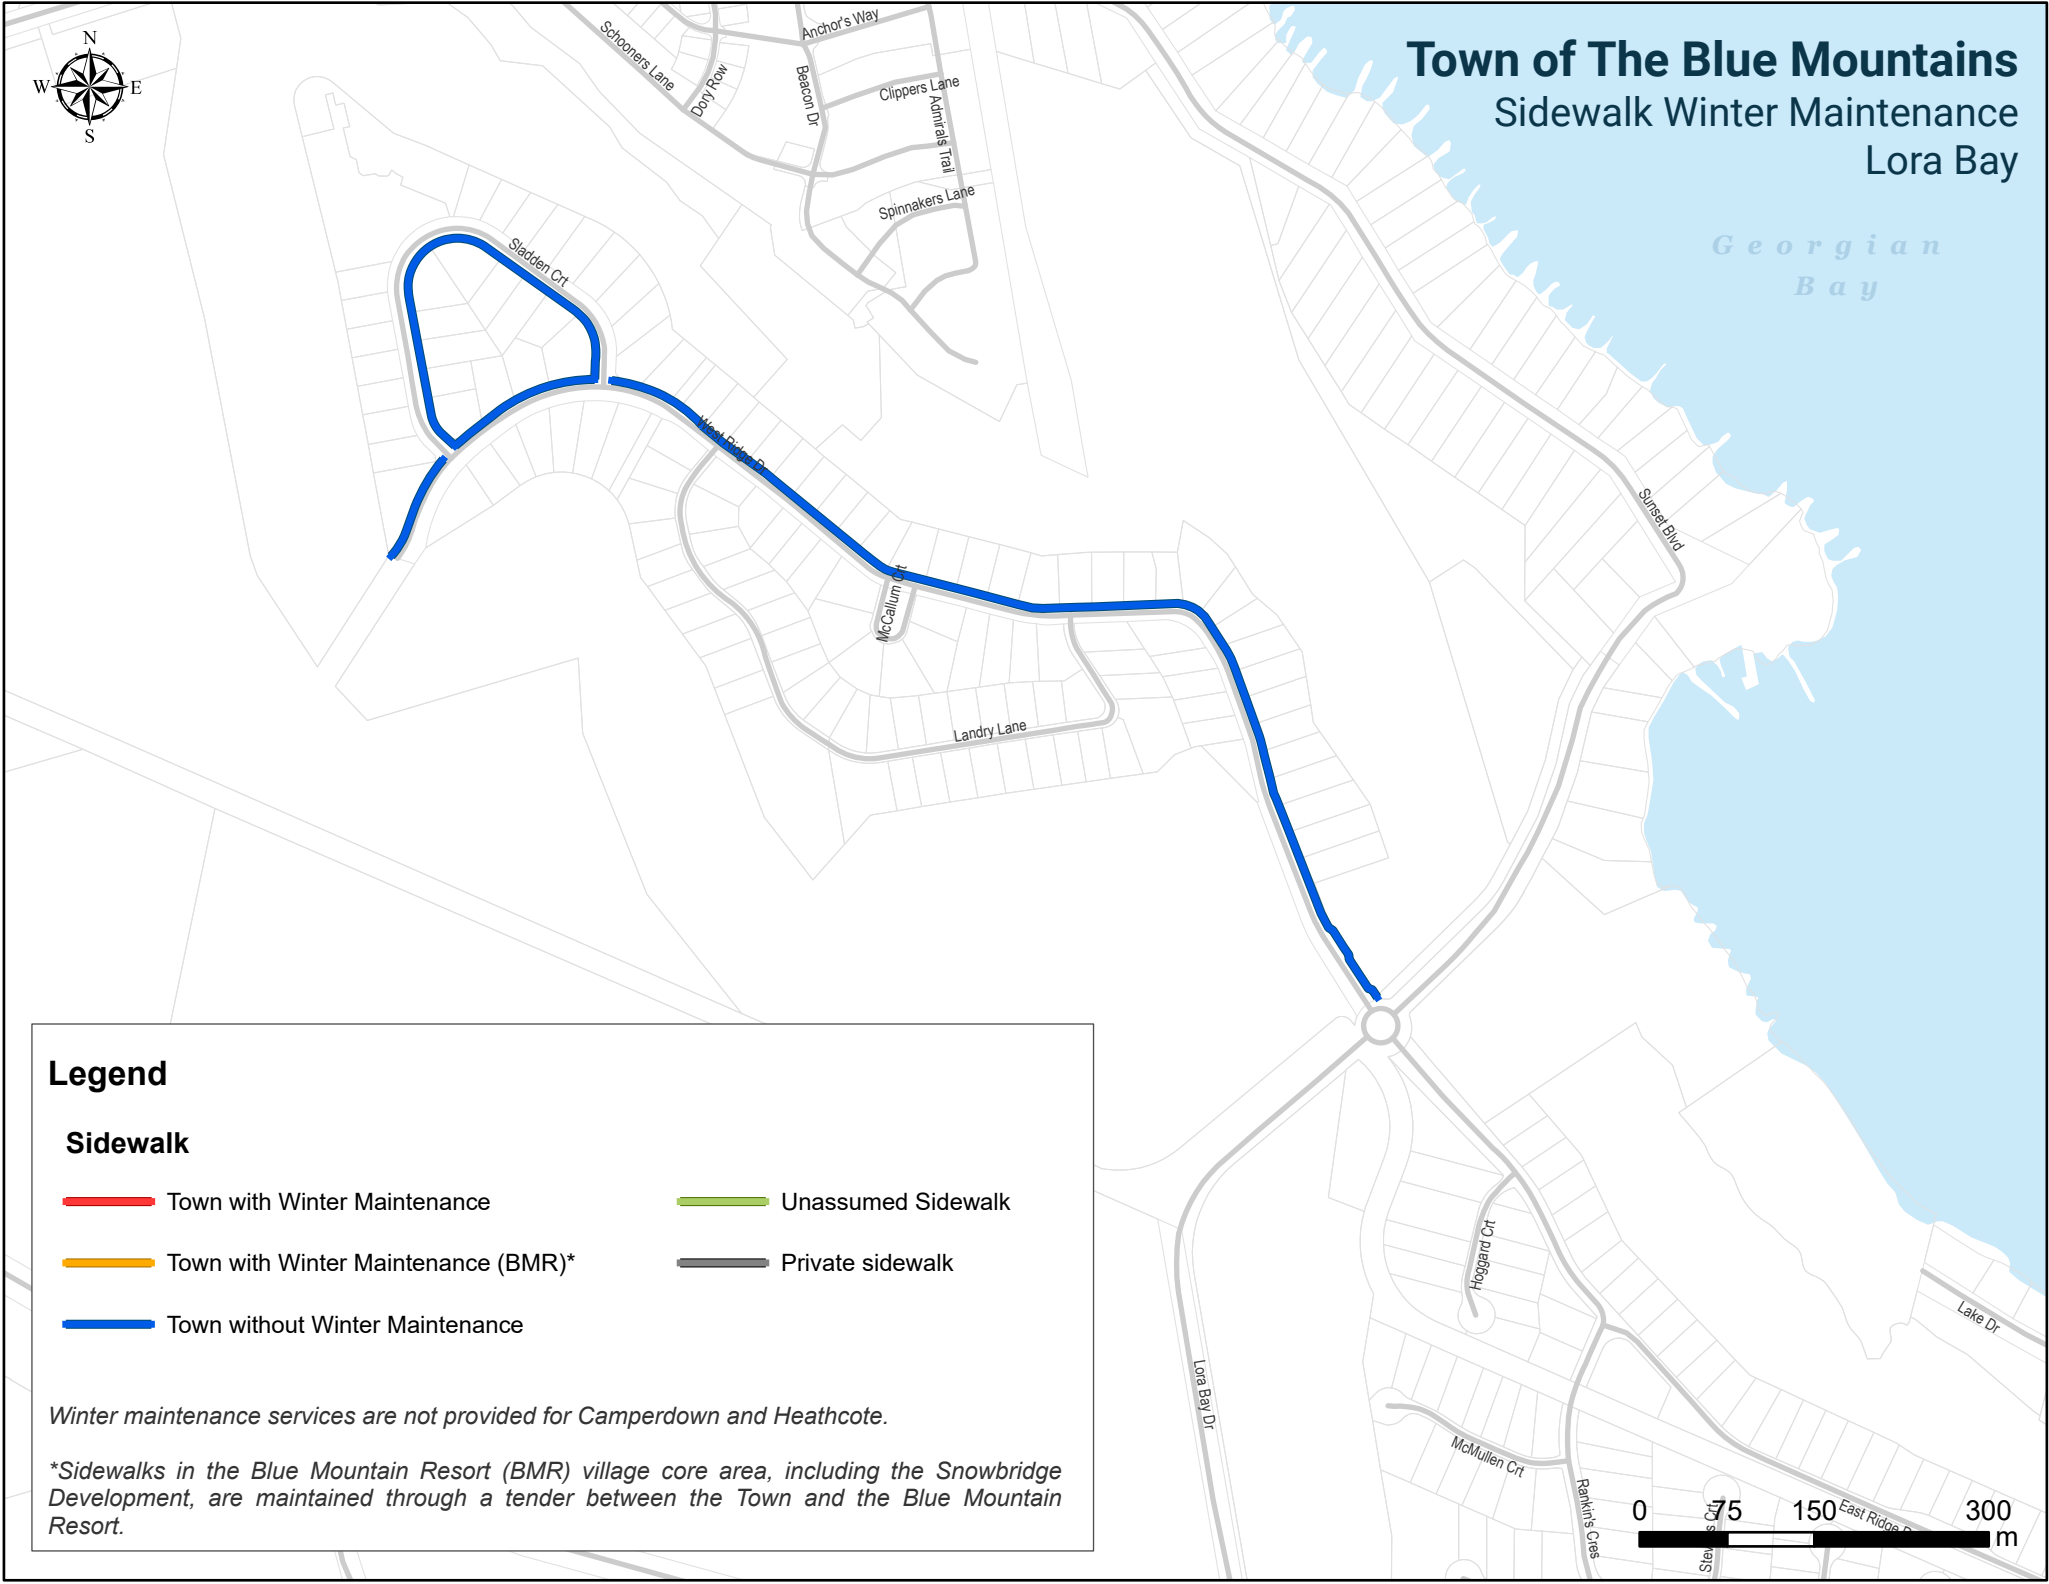 N
W
E
S
Town of The Blue Mountains
Sidewalk Winter Maintenance
Lora Bay
Georgian
Bay
Schooners Lane
Dory Row
Anchor's Way
Beacon Dr
Clippers Lane
Admirals Trail
Spinnakers Lane
Sladden Crt
West Ridge Dr
McCallum Crt
Landry Lane
Sunset Blvd
Hoggard Crt
Lora Bay Dr
McMullen Crt
Rankin's Cres
East Ridge
Lake Dr
Legend
Sidewalk
Town with Winter Maintenance
Town with Winter Maintenance (BMR)*
Town without Winter Maintenance
Unassumed Sidewalk
Private sidewalk
Winter maintenance services are not provided for Camperdown and Heathcote.
*Sidewalks in the Blue Mountain Resort (BMR) village core area, including the Snowbridge
Development, are maintained through a tender between the Town and the Blue Mountain
Resort.
0 75 150 300
m